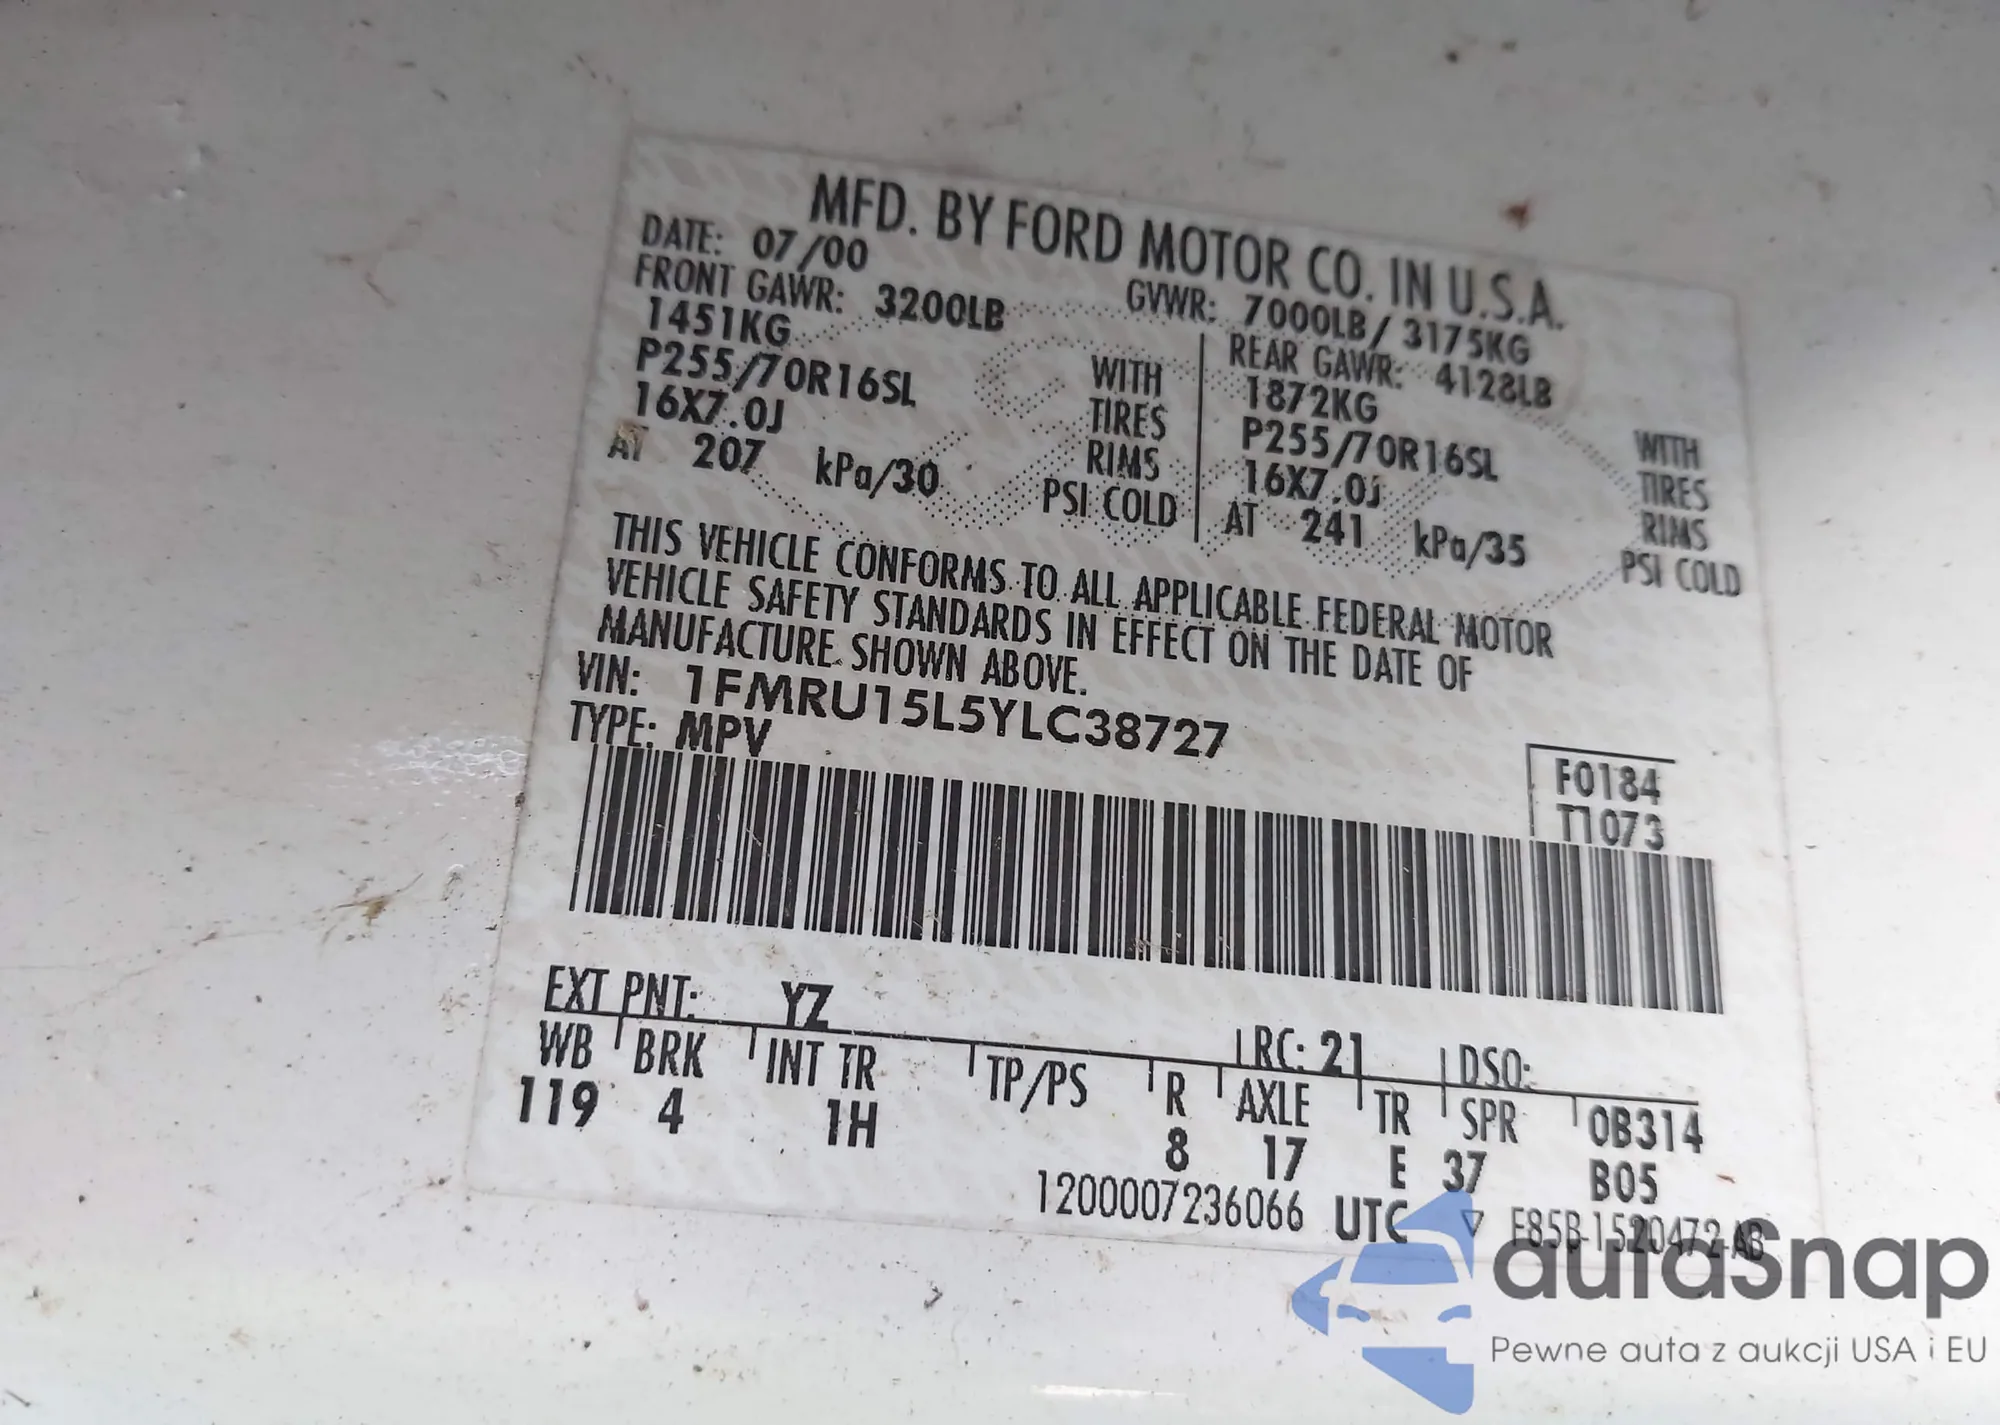 MFD. BY FORD MOTOR CO. IN U.S.A.
DATE: 07/00 GVWR: 7000LB/ 3175KG
FRONT GAWR: 3200LB REAR GAWR: 4128LB
1451KG WITH 1872KG WITH
P255/70R16SL TIRES P255/70R16SL TIRES
16X7.0J RIMS 16X7.0J RIMS
AT 207 kPa/30 PSI COLD AT 241 kPa/35 PSI COLD
THIS VEHICLE CONFORMS TO ALL APPLICABLE FEDERAL MOTOR
VEHICLE SAFETY STANDARDS IN EFFECT ON THE DATE OF
MANUFACTURE SHOWN ABOVE.
VIN: 1FMRU15L5YLC38727
TYPE: MPV
F0184
T1073
EXT PNT: YZ RC: 21 DSO:
WB BRK INT TR TP/PS R AXLE TR SPR 0B314
119 4 1H 8 17 E 37 B05
1200007236066 UTC ▽ F85B-1520472-AB
autaSnap
Pewne auta z aukcji USA i EU